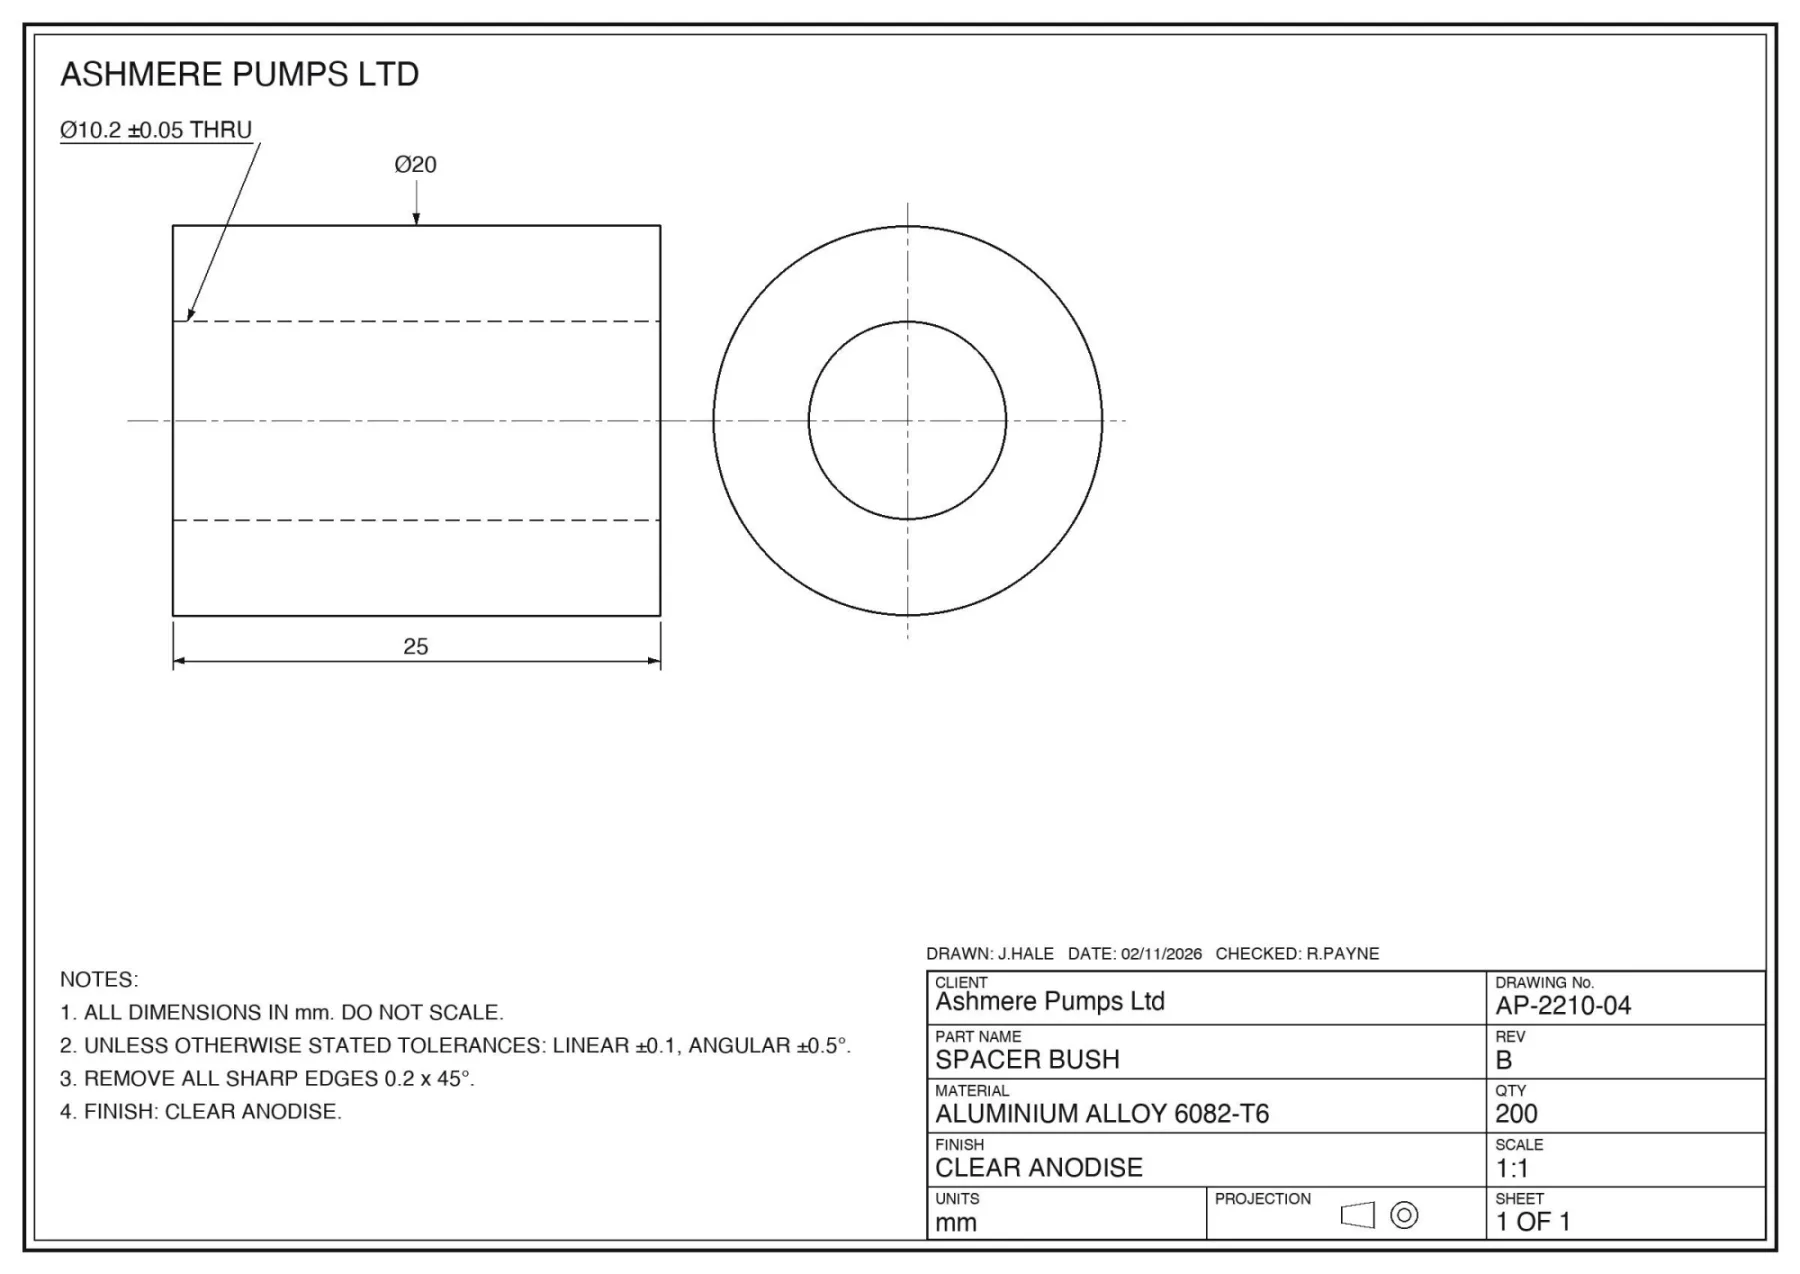 ASHMERE PUMPS LTD
Ø10.2 ±0.05 THRU
Ø20
25
NOTES:
1. ALL DIMENSIONS IN mm. DO NOT SCALE.
2. UNLESS OTHERWISE STATED TOLERANCES: LINEAR ±0.1, ANGULAR ±0.5°.
3. REMOVE ALL SHARP EDGES 0.2 x 45°.
4. FINISH: CLEAR ANODISE.
DRAWN: J.HALE DATE: 02/11/2026 CHECKED: R.PAYNE
CLIENT
Ashmere Pumps Ltd
DRAWING No.
AP-2210-04
PART NAME
SPACER BUSH
REV
B
MATERIAL
ALUMINIUM ALLOY 6082-T6
QTY
200
FINISH
CLEAR ANODISE
SCALE
1:1
UNITS
mm
PROJECTION
SHEET
1 OF 1